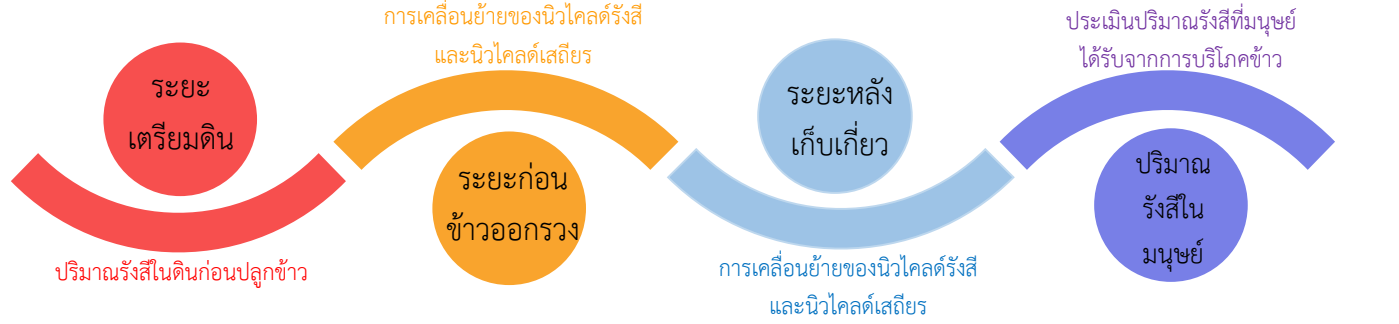 ระยะ
เตรียมดิน
ปริมาณรังสีในดินก่อนปลูกข้าว
การเคลื่อนย้ายของนิวไคลด์รังสี
และนิวไคลด์เสถียร
ระยะก่อน
ข้าวออกรวง
ระยะหลัง
เก็บเกี่ยว
การเคลื่อนย้ายของนิวไคลด์รังสี
และนิวไคลด์เสถียร
ประเมินปริมาณรังสีที่มนุษย์
ได้รับจากการบริโภคข้าว
ปริมาณ
รังสีใน
มนุษย์